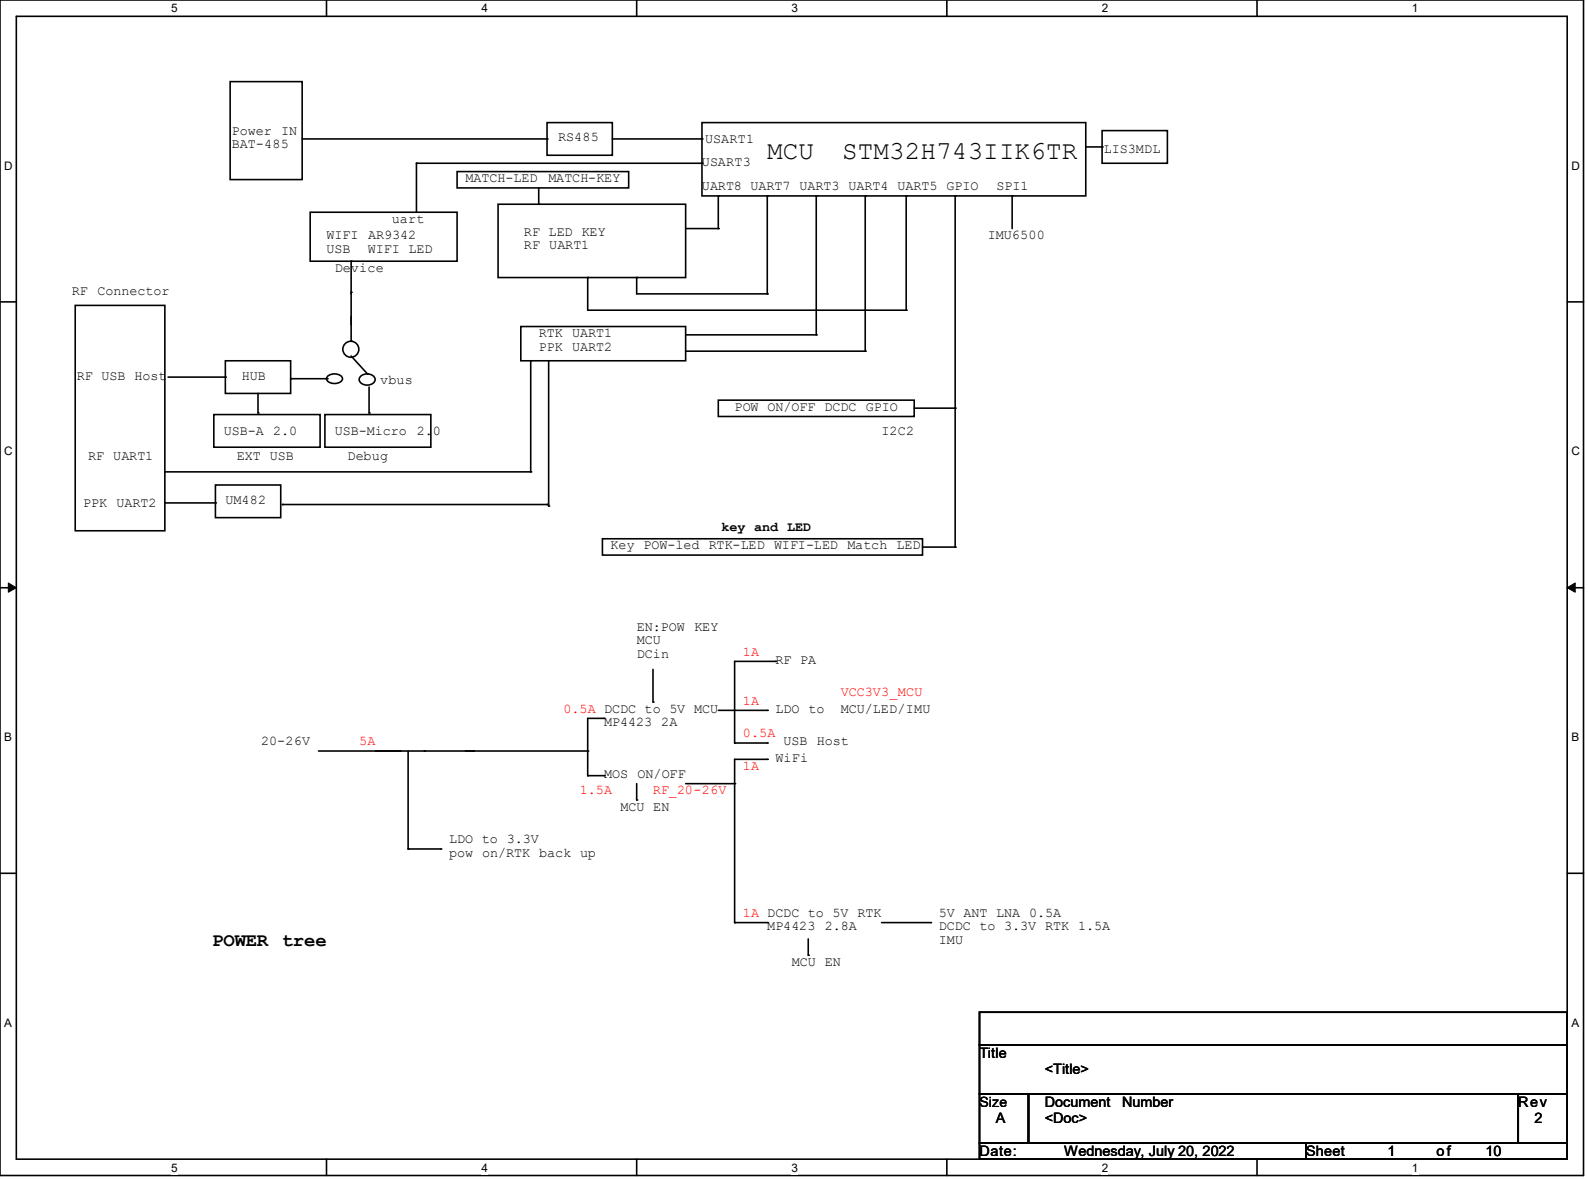 5 4 3 2 1
D
D
Power IN
BAT-485
RS485
USART1
USART3
MCU STM32H743IIK6TR
LIS3MDL
UART8 UART7 UART3 UART4 UART5 GPIO SPI1
MATCH-LED MATCH-KEY
uart
WIFI AR9342
USB WIFI LED
Device
RF LED KEY
RF UART1
IMU6500
RF Connector
RTK UART1
PPK UART2
RF USB Host
HUB
vbus
USB-A 2.0
USB-Micro 2.0
EXT USB
Debug
POW ON/OFF DCDC GPIO
I2C2
C
C
RF UART1
PPK UART2
UM482
key and LED
Key POW-led RTK-LED WIFI-LED Match LED
EN:POW KEY
MCU
DCin
1A
RF PA
VCC3V3_MCU
0.5A DCDC to 5V MCU
MP4423 2A
1A
LDO to MCU/LED/IMU
0.5A
USB Host
B
B
20-26V
5A
WiFi
1A
MOS ON/OFF
1.5A
RF_20-26V
MCU EN
LDO to 3.3V
pow on/RTK back up
1A DCDC to 5V RTK
MP4423 2.8A
MCU EN
5V ANT LNA 0.5A
DCDC to 3.3V RTK 1.5A
IMU
POWER tree
A
A
Title
<Title>
Size
A
Document Number
<Doc>
Rev
2
Date: Wednesday, July 20, 2022 Sheet 1 of 10
5 4 3 2 1